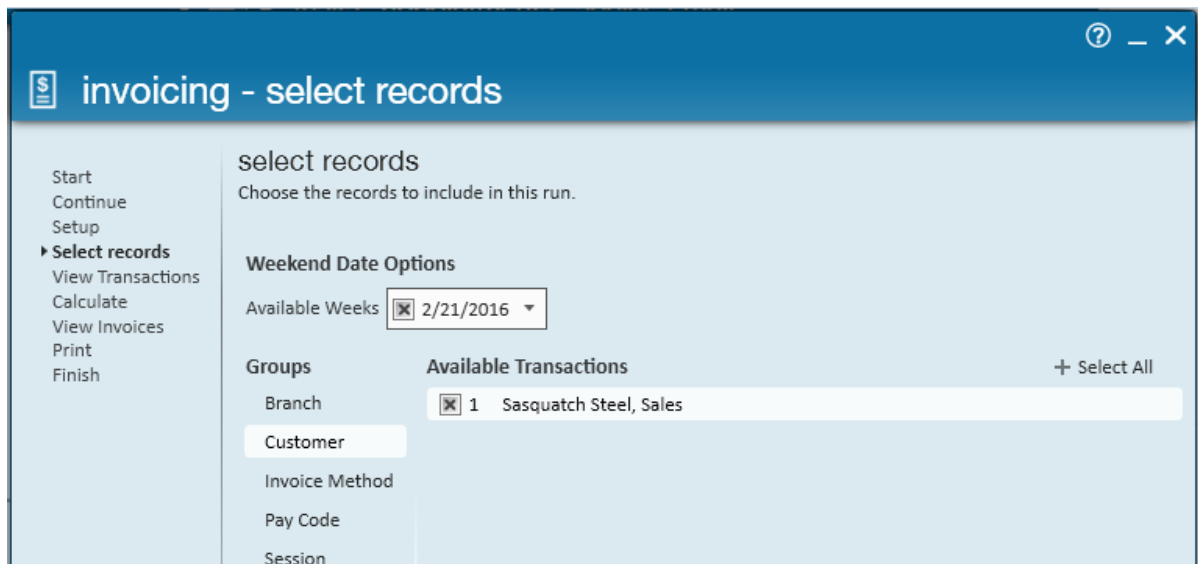 invoicing - select records
Start
Continue
Setup
Select records
View Transactions
Calculate
View Invoices
Print
Finish
select records
Choose the records to include in this run.
Weekend Date Options
Available Weeks 2/21/2016
Groups
Branch
Customer
Invoice Method
Pay Code
Session
Available Transactions
+ Select All
1 Sasquatch Steel, Sales